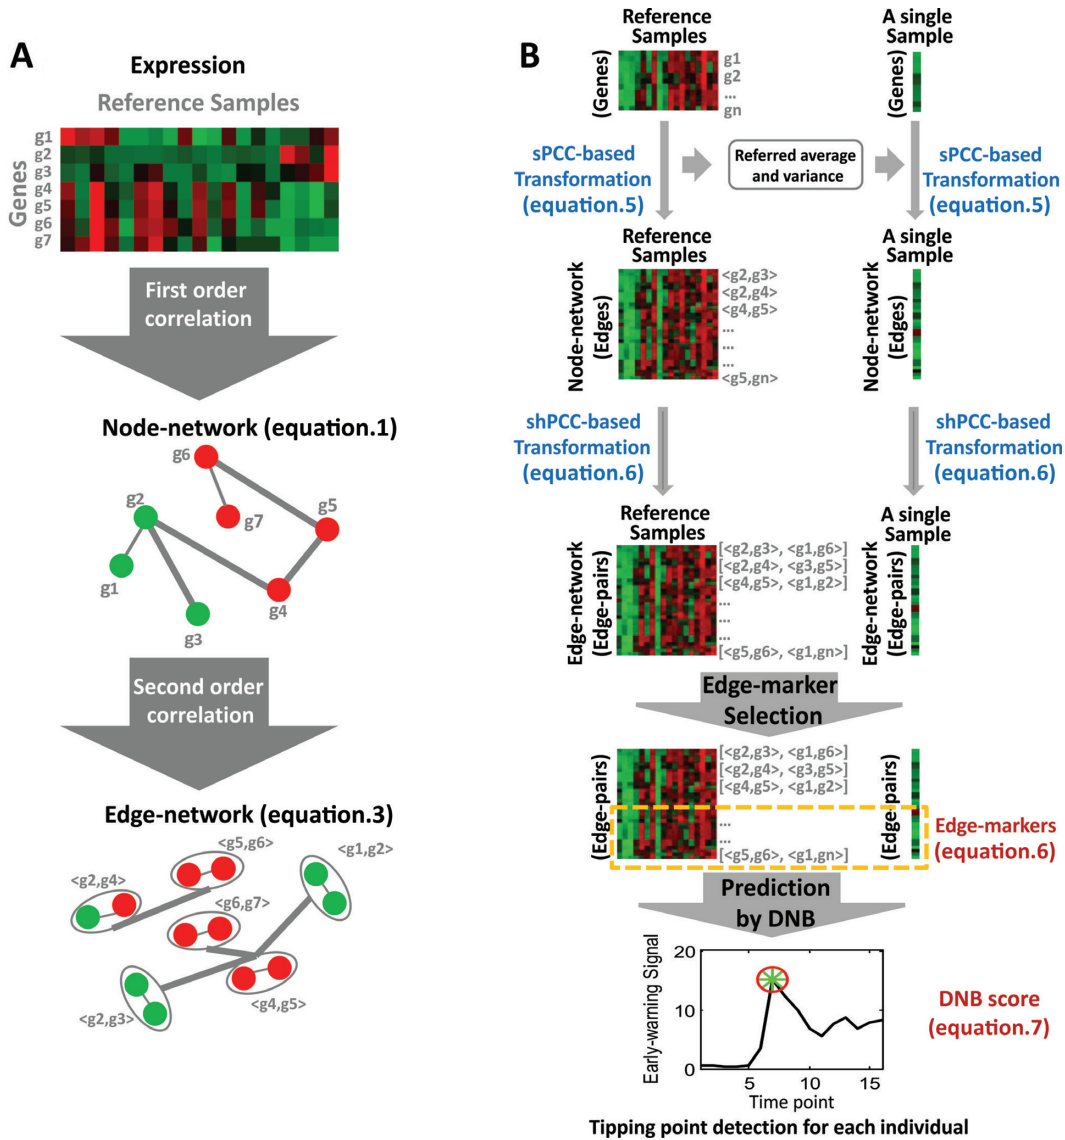 A
Expression
Reference Samples
Genes
g1
g2
g3
g4
g5
g6
g7
First order
correlation
Node-network (equation.1)
g6
g2
g7
g5
g1
g4
g3
Second order
correlation
Edge-network (equation.3)
<g5,g6>
<g1,g2>
<g2,g4>
<g6,g7>
<g4,g5>
<g2,g3>
B
Reference
Samples
A single
Sample
(Genes)
g1
g2
...
gn
(Genes)
sPCC-based
Transformation
(equation.5)
Referred average
and variance
sPCC-based
Transformation
(equation.5)
Reference
Samples
A single
Sample
Node-network
(Edges)
<g2,g3>
<g2,g4>
<g4,g5>
...
...
...
<g5,gn>
Node-network
(Edges)
shPCC-based
Transformation
(equation.6)
shPCC-based
Transformation
(equation.6)
Reference
Samples
A single
Sample
Edge-network
(Edge-pairs)
[<g2,g3>, <g1,g6>]
[<g2,g4>, <g3,g5>]
[<g4,g5>, <g1,g2>]
...
...
...
[<g5,g6>, <g1,gn>]
Edge-network
(Edge-pairs)
Edge-marker
Selection
(Edge-pairs)
[<g2,g3>, <g1,g6>]
[<g2,g4>, <g3,g5>]
[<g4,g5>, <g1,g2>]
...
...
[<g5,g6>, <g1,gn>]
(Edge-pairs)
Edge-markers
(equation.6)
Prediction
by DNB
Early-warning Signal
20
10
0
5
10
15
Time point
DNB score
(equation.7)
Tipping point detection for each individual